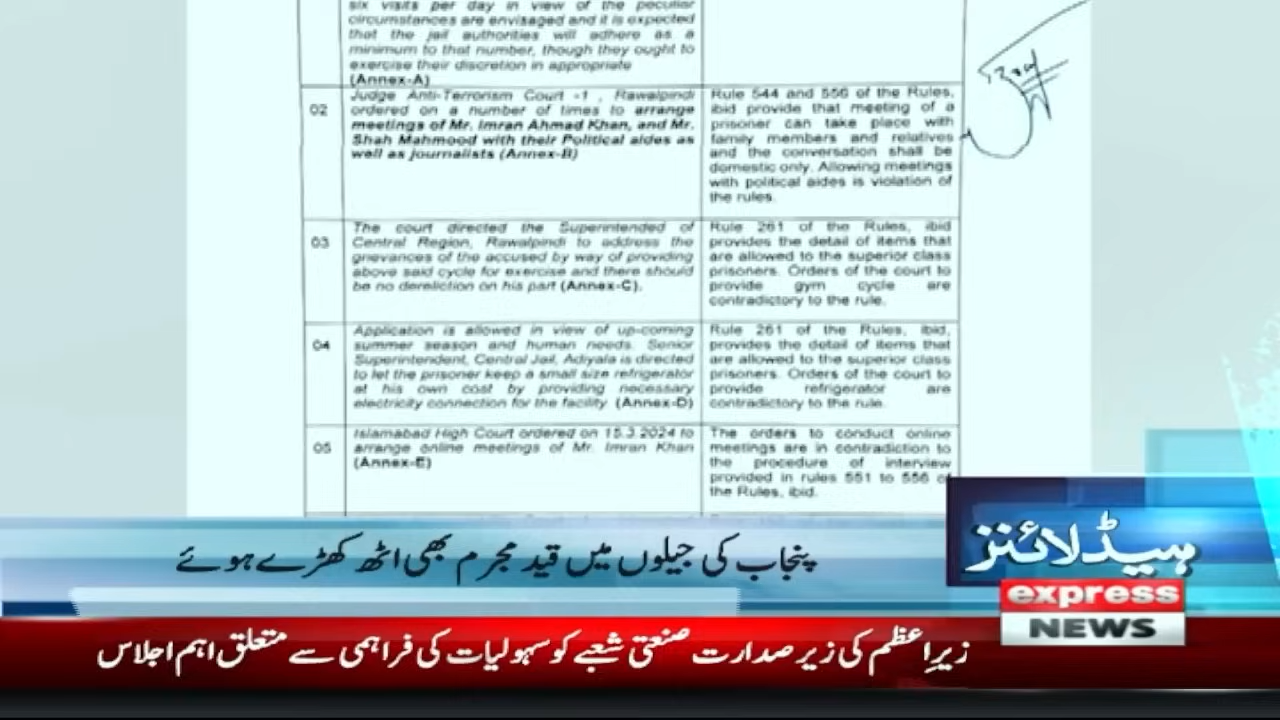 six visits per day in view of the peculiar
circumstances are envisaged and it is expected
that the jail authorities will adhere as a
minimum to that number, though they ought to
exercise their discretion in appropriate
(Annex-A)
02
Judge Anti-Terrorism Court -1 , Rawalpindi
ordered on a number of times to arrange
meetings of Mr. Imran Ahmad Khan, and Mr.
Shah Mahmood with their Political aides as
well as journalists (Annex-B)
Rule 544 and 556 of the Rules,
ibid provide that meeting of a
prisoner can take place with
family members and relatives
and the conversation shall be
domestic only. Allowing meetings
with political aides is violation of
the rules.
03
The court directed the Superintended of
Central Region, Rawalpindi to address the
grievances of the accused by way of providing
above said cycle for exercise and there should
be no dereliction on his part (Annex-C).
Rule 261 of the Rules, ibid
provides the detail of items that
are allowed to the superior class
prisoners. Orders of the court to
provide gym cycle are
contradictory to the rule.
04
Application is allowed in view of up-coming
summer season and human needs. Senior
Superintendent, Central Jail, Adiyala is directed
to let the prisoner keep a small size refrigerator
at his own cost by providing necessary
electricity connection for the facility. (Annex-D)
Rule 261 of the Rules, ibid,
provides the detail of items that
are allowed to the superior class
prisoners. Orders of the court to
provide refrigerator are
contradictory to the rule.
05
Islamabad High Court ordered on 15.3.2024 to
arrange online meetings of Mr. Imran Khan
(Annex-E)
The orders to conduct online
meetings are in contradiction to
the procedure of interview
provided in rules 551 to 556 of
the Rules, ibid.
ہیڈلائنز
پنجاب کی جیلوں میں قید مجرم بھی اٹھ کھڑے ہوئے
express
NEWS
زیرِاعظم کی زیر صدارت صنعتی شعبے کو سہولیات کی فراہمی سے متعلق اہم اجلاس